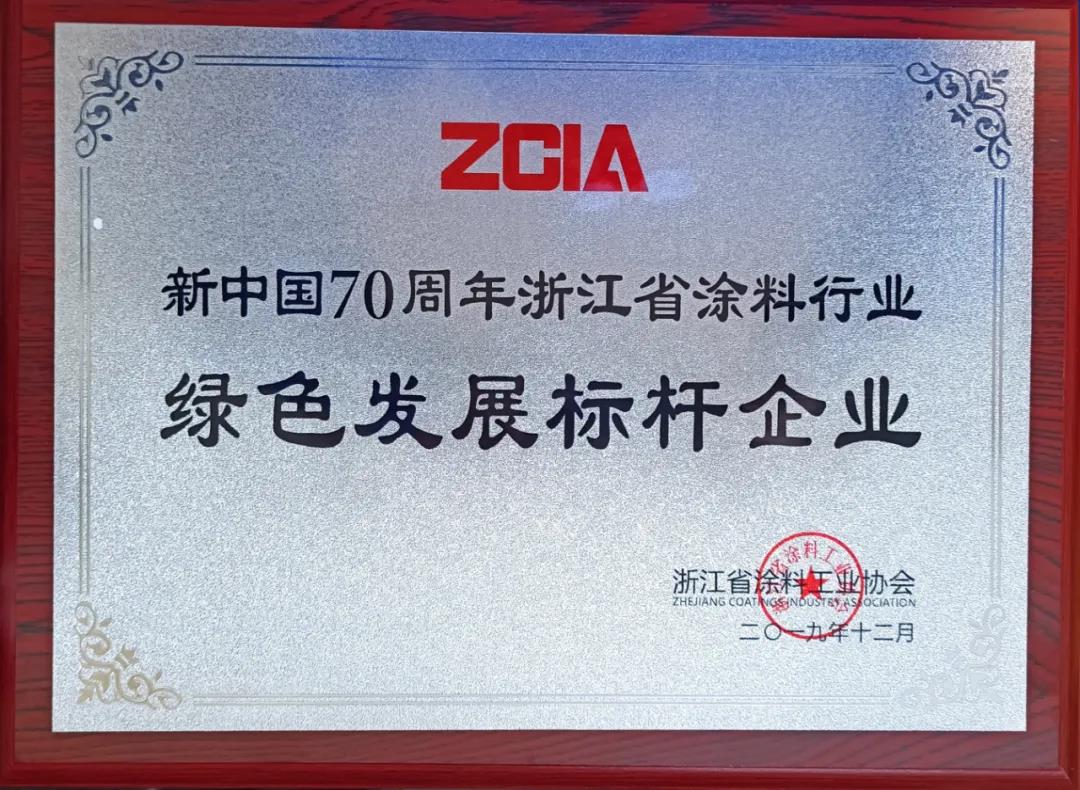 ZCIA
新中国70周年浙江省涂料行业
绿色发展标杆企业
浙江省涂料工业协会
ZHEJIANG COATINGS INDUSTRY ASSOCIATION
二〇一九年十二月